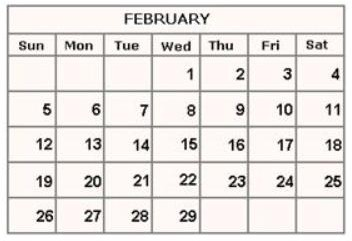 FEBRUARY
Sun Mon Tue Wed Thu Fri Sat
1 2 3 4
5 6 7 8 9 10 11
12 13 14 15 16 17 18
19 20 21 22 23 24 25
26 27 28 29